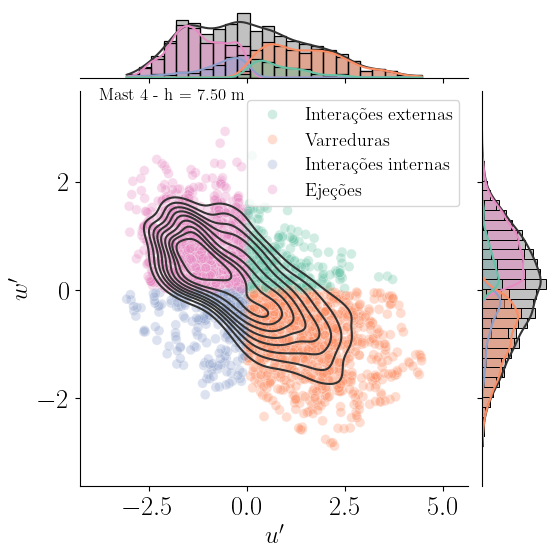 Mast 4 - h = 7.50 m
Interações externas
Varreduras
Interações internas
Ejeções
2
0
−2
w′
−2.5 0.0 2.5 5.0
u′